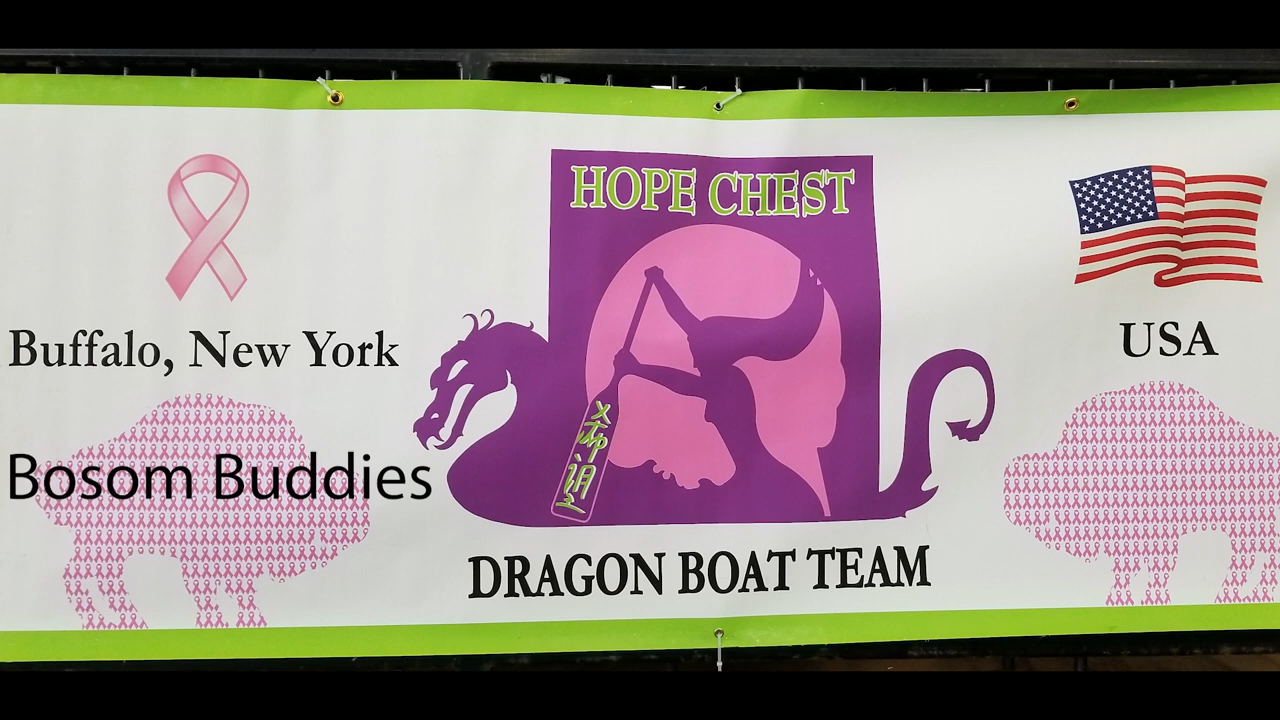 HOPE CHEST
Buffalo, New York
USA
Bosom Buddies
DRAGON BOAT TEAM